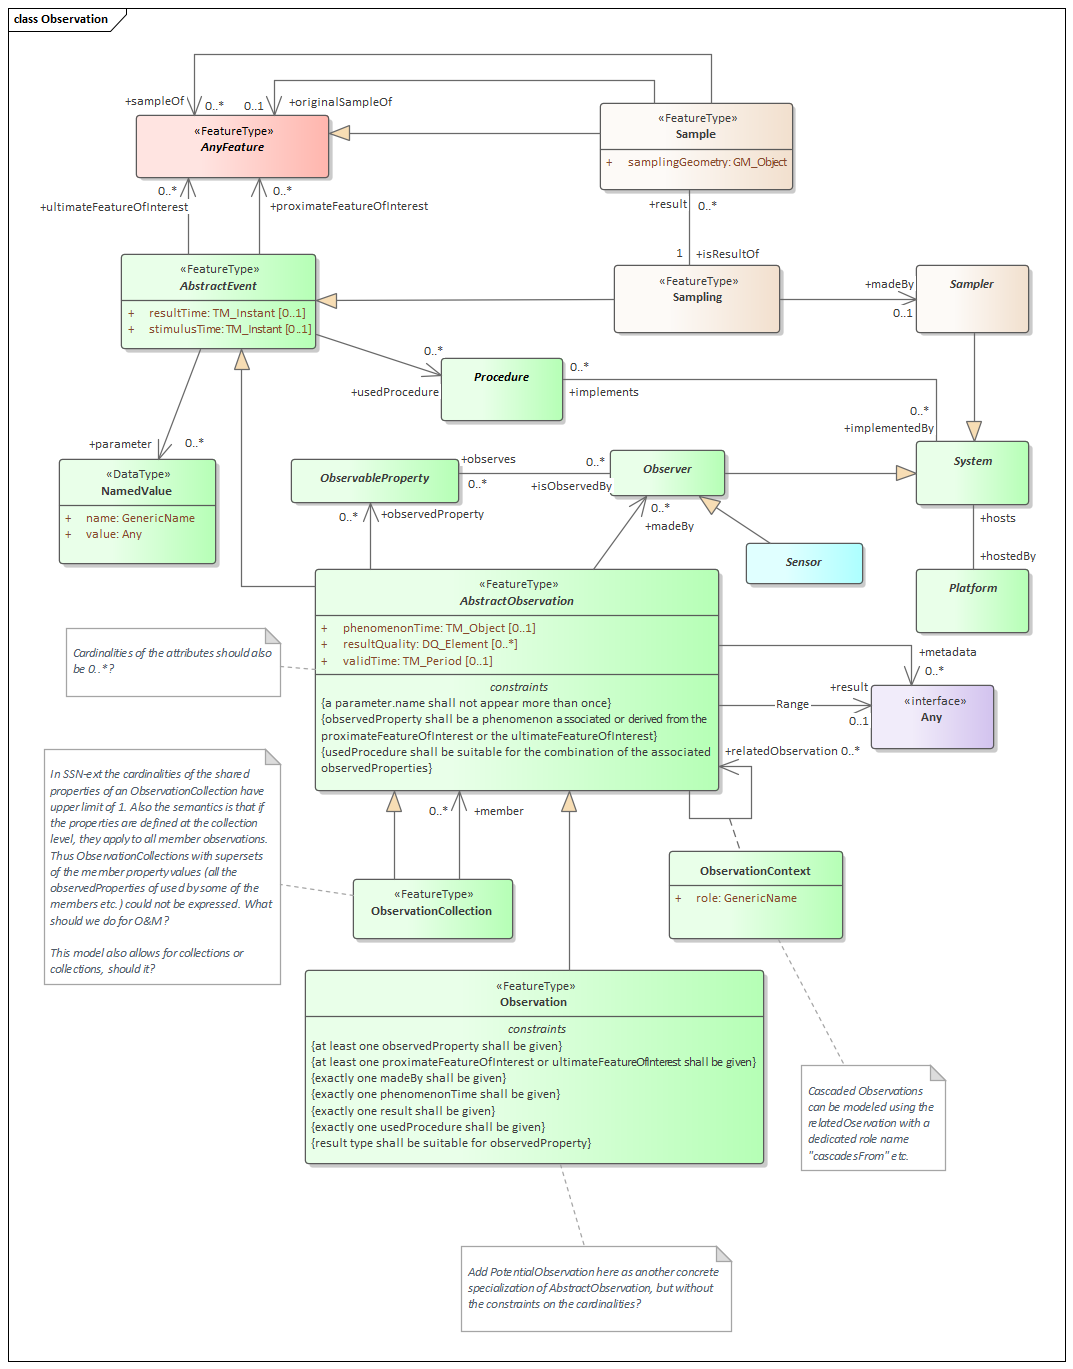 class Observation
+sampleOf
0..*
0..1
+originalSampleOf
«FeatureType»
AnyFeature
«FeatureType»
Sample
+ samplingGeometry: GM_Object
0..*
+ultimateFeatureOfInterest
0..*
+proximateFeatureOfInterest
+result
0..*
1
+isResultOf
«FeatureType»
AbstractEvent
+ resultTime: TM_Instant [0..1]
+ stimulusTime: TM_Instant [0..1]
«FeatureType»
Sampling
+madeBy
0..1
Sampler
0..*
+usedProcedure
Procedure
0..*
+implements
0..*
+implementedBy
+parameter
0..*
«DataType»
NamedValue
+ name: GenericName
+ value: Any
ObservableProperty
+observes
0..*
0..*
+isObservedBy
Observer
System
0..*
+observedProperty
0..*
+madeBy
+hosts
+hostedBy
Sensor
Platform
«FeatureType»
AbstractObservation
+ phenomenonTime: TM_Object [0..1]
+ resultQuality: DQ_Element [0..*]
+ validTime: TM_Period [0..1]
constraints
{a parameter.name shall not appear more than once}
{observedProperty shall be a phenomenon associated or derived from the
proximateFeatureOfInterest or the ultimateFeatureOfInterest}
{usedProcedure shall be suitable for the combination of the associated
observedProperties}
Cardinalities of the attributes should also
be 0..*?
+metadata
0..*
+result
Range
0..1
«interface»
Any
+relatedObservation 0..*
In SSN-ext the cardinalities of the shared
properties of an ObservationCollection have
upper limit of 1. Also the semantics is that if
the properties are defined at the collection
level, they apply to all member observations.
Thus ObservationCollections with supersets
of the member property values (all the
observedProperties of used by some of the
members etc.) could not be expressed. What
should we do for O&M?
This model also allows for collections or
collections, should it?
0..*
+member
«FeatureType»
ObservationCollection
ObservationContext
+ role: GenericName
«FeatureType»
Observation
constraints
{at least one observedProperty shall be given}
{at least one proximateFeatureOfInterest or ultimateFeatureOfInterest shall be given}
{exactly one madeBy shall be given}
{exactly one phenomenonTime shall be given}
{exactly one result shall be given}
{exactly one usedProcedure shall be given}
{result type shall be suitable for observedProperty}
Cascaded Observations
can be modeled using the
relatedOservation with a
dedicated role name
"cascadesFrom" etc.
Add PotentialObservation here as another concrete
specialization of AbstractObservation, but without
the constraints on the cardinalities?